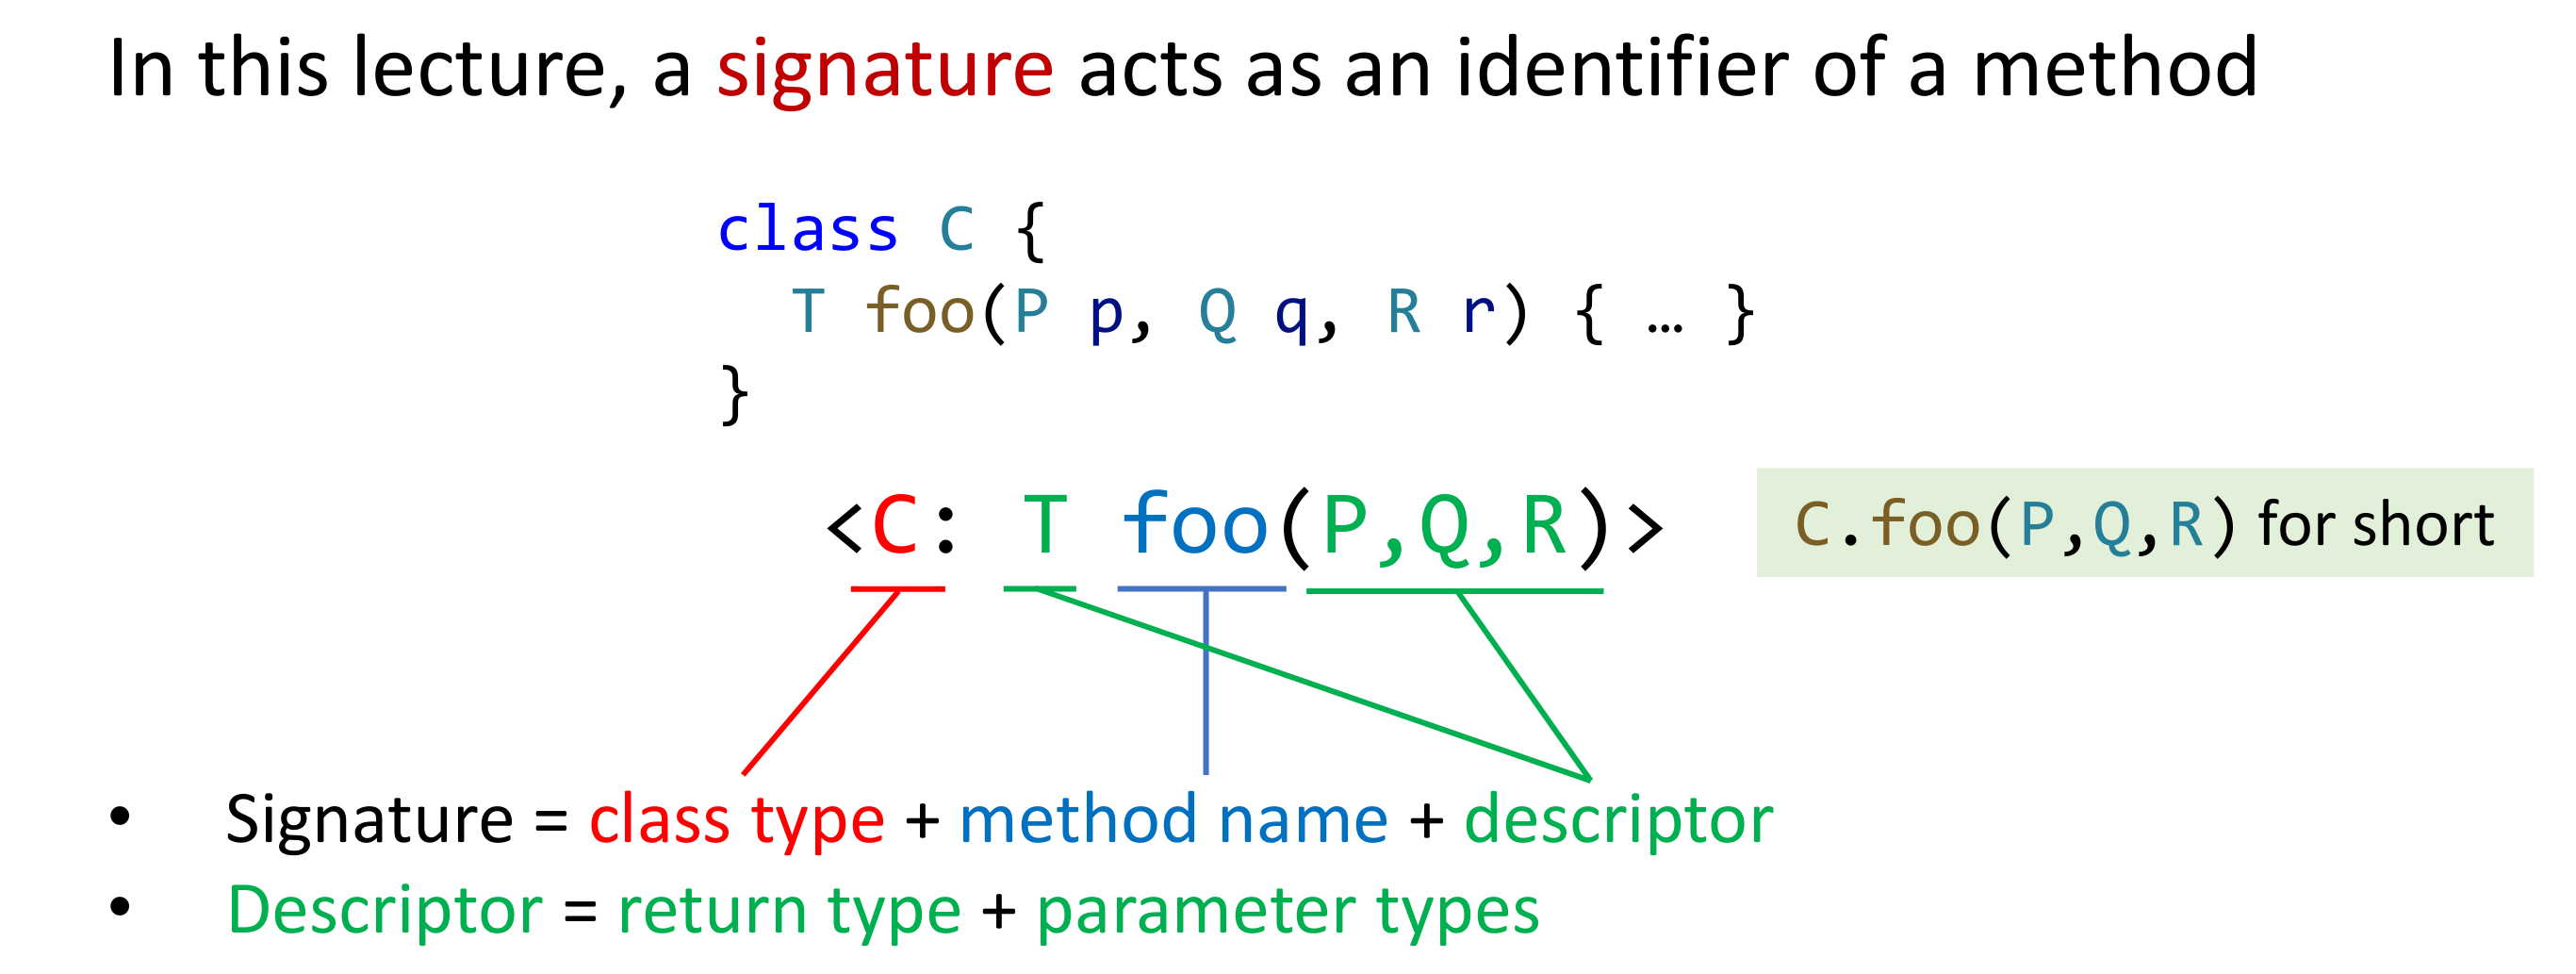 In this lecture, a signature acts as an identifier of a method
class C {
T foo(P p, Q q, R r) { … }
}
<C: T foo(P,Q,R)>
C.foo(P,Q,R) for short
• Signature = class type + method name + descriptor
• Descriptor = return type + parameter types